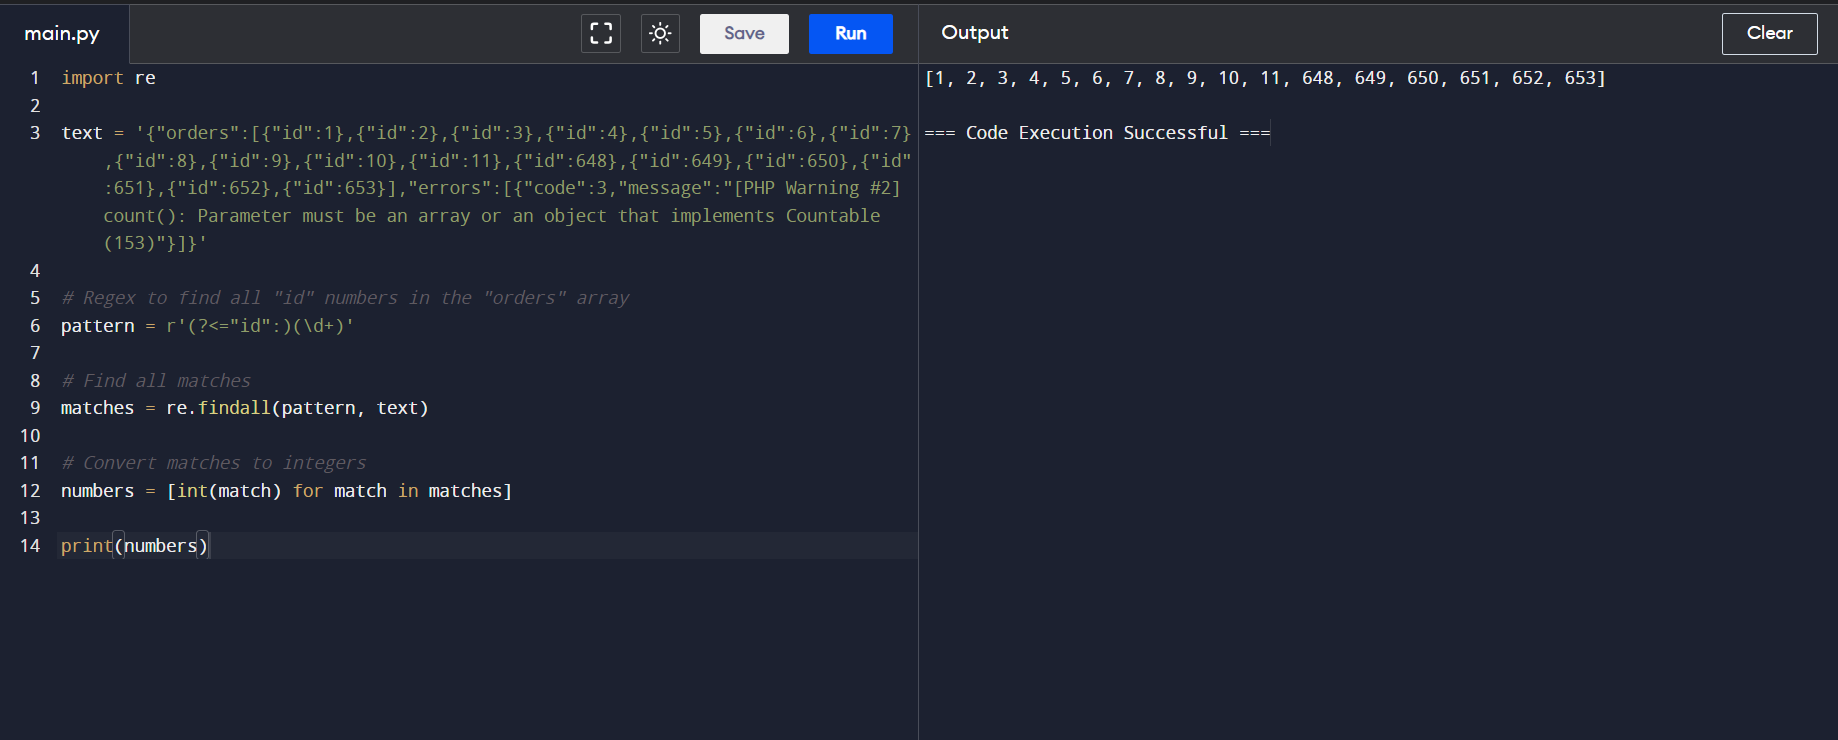 main.py
Save
Run
Output
Clear
1 import re
2
3 text = '{"orders":[{"id":1},{"id":2},{"id":3},{"id":4},{"id":5},{"id":6},{"id":7}
,{"id":8},{"id":9},{"id":10},{"id":11},{"id":648},{"id":649},{"id":650},{"id"
:651},{"id":652},{"id":653}],"errors":[{"code":3,"message":"[PHP Warning #2]
count(): Parameter must be an array or an object that implements Countable
(153)"}]}'
4
5 # Regex to find all "id" numbers in the "orders" array
6 pattern = r'(?<="id":)(\d+)'
7
8 # Find all matches
9 matches = re.findall(pattern, text)
10
11 # Convert matches to integers
12 numbers = [int(match) for match in matches]
13
14 print(numbers)
[1, 2, 3, 4, 5, 6, 7, 8, 9, 10, 11, 648, 649, 650, 651, 652, 653]
=== Code Execution Successful ===